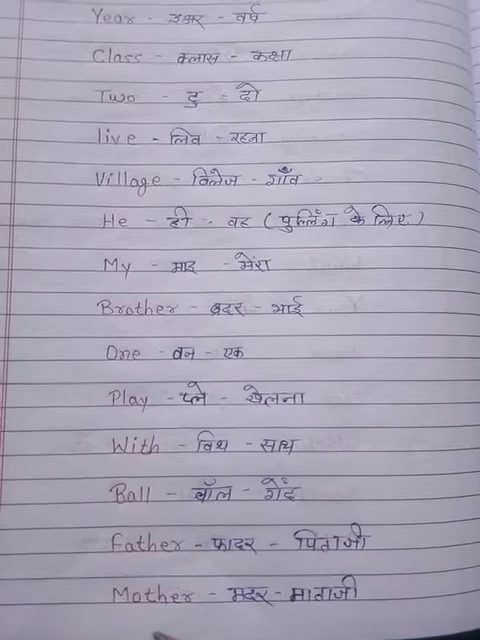 Year - इअर - वर्ष
Class - क्लास - कक्षा
Two - टु - दो
live - लिव - रहना
Village - विलेज - गाँव
He - ही - वह (पुल्लिंग के लिए)
My - माइ - मेरा
Brother - ब्रदर - भाई
One - वन - एक
Play - प्ले - खेलना
With - विथ - साथ
Ball - बॉल - गेंद
Father - फादर - पिताजी
Mother - मदर - माताजी